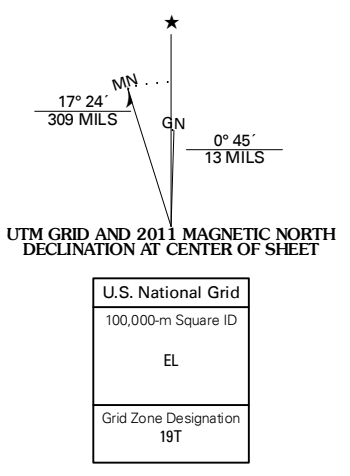 ★
MN
17° 24´
309 MILS
GN
0° 45´
13 MILS
UTM GRID AND 2011 MAGNETIC NORTH
DECLINATION AT CENTER OF SHEET
U.S. National Grid
100,000-m Square ID
EL
Grid Zone Designation
19T